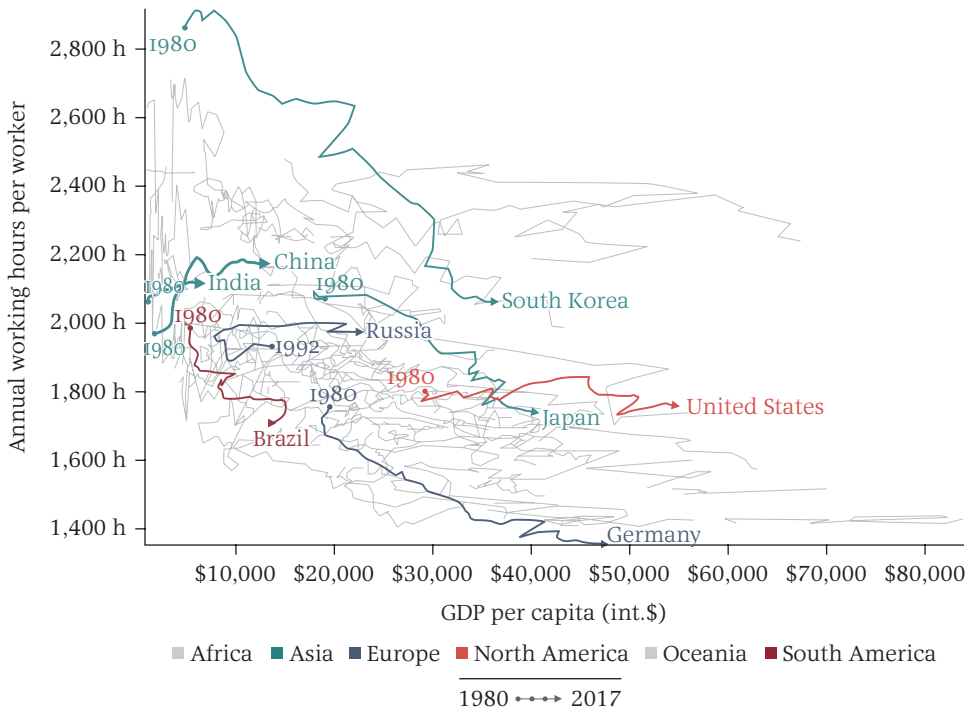 Annual working hours per worker
2,800 h
2,600 h
2,400 h
2,200 h
2,000 h
1,800 h
1,600 h
1,400 h
1980
China
1980
India
1980
1980
1980
South Korea
Russia
1992
1980
1980
United States
Japan
Brazil
Germany
$10,000 $20,000 $30,000 $40,000 $50,000 $60,000 $70,000 $80,000
GDP per capita (int.$)
Africa Asia Europe North America Oceania South America
1980 2017